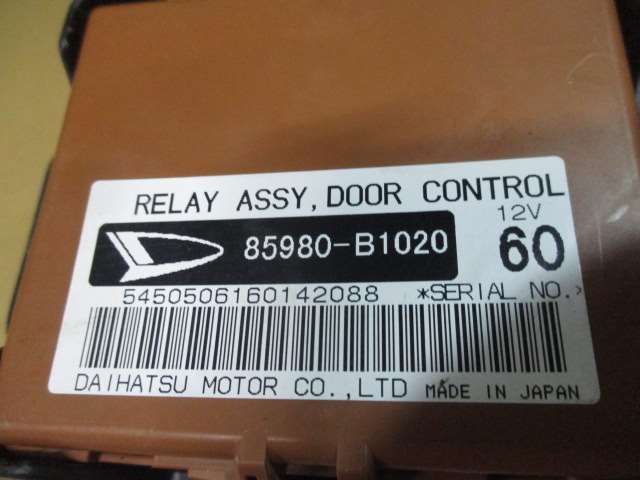 RELAY ASSY, DOOR CONTROL
12V
85980-B1020
60
5450506160142088 *SERIAL NO.*
DAIHATSU MOTOR CO.,LTD MADE IN JAPAN